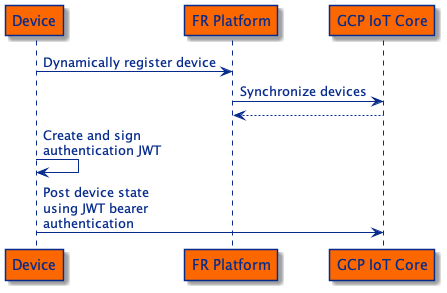 Device
FR Platform
GCP IoT Core
Dynamically register device
Synchronize devices
Create and sign
authentication JWT
Post device state
using JWT bearer
authentication
Device
FR Platform
GCP IoT Core